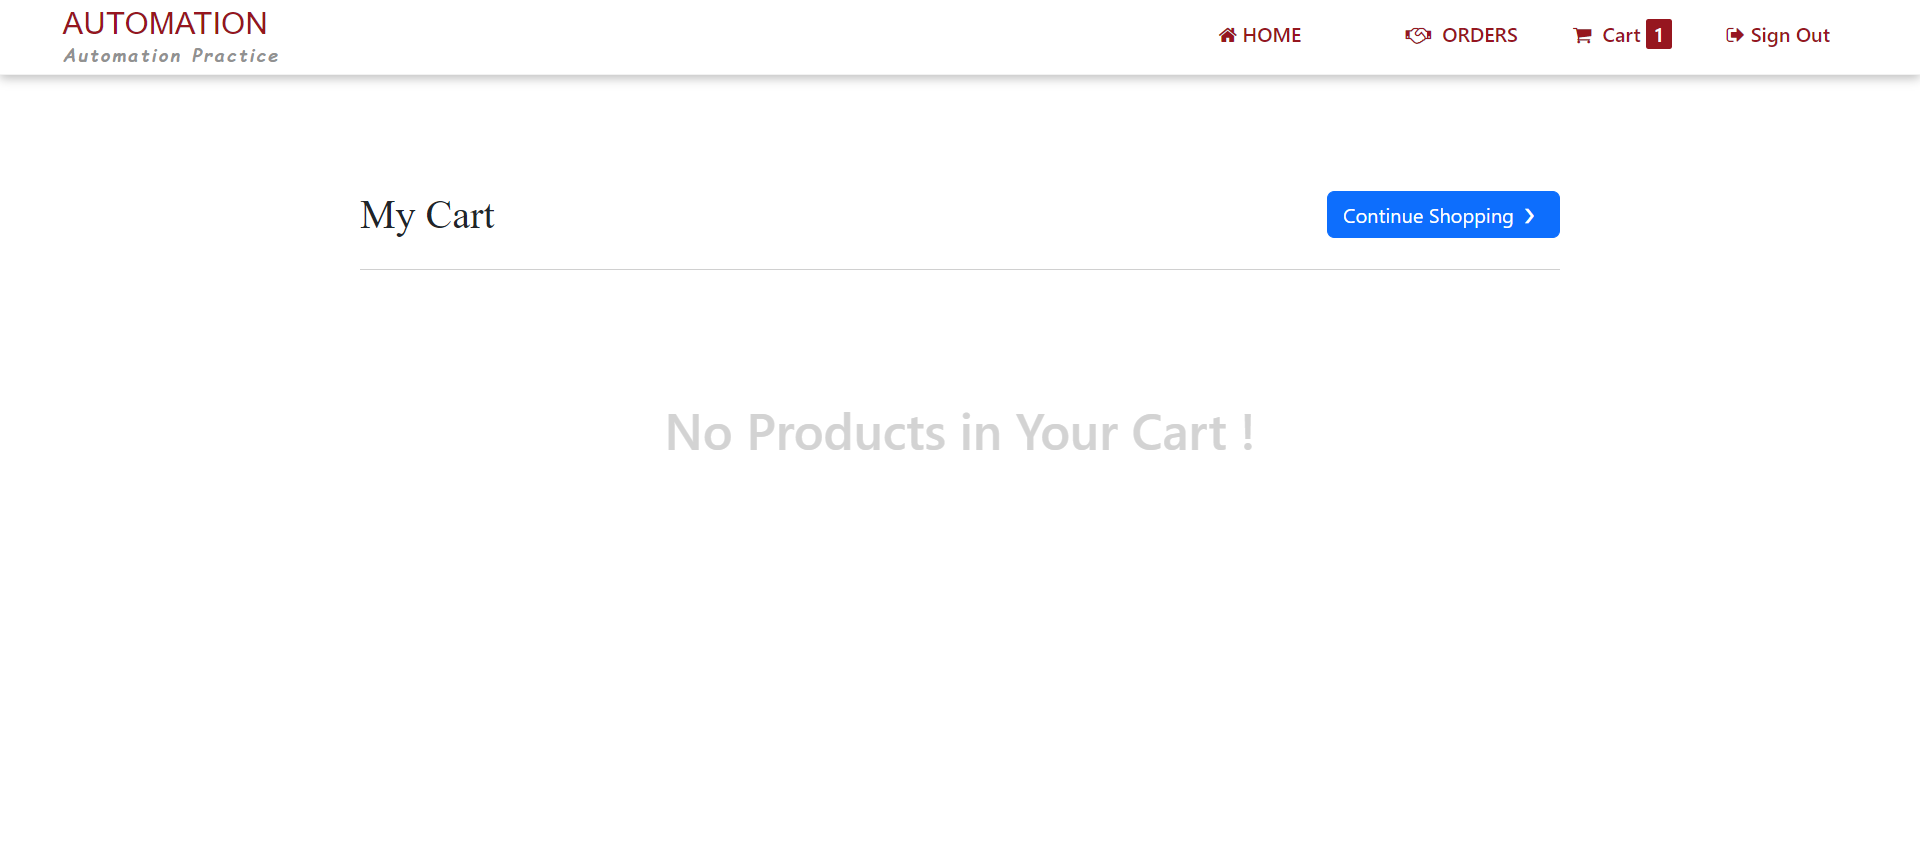 AUTOMATION
Automation Practice
HOME
ORDERS
Cart 1
Sign Out
My Cart
Continue Shopping
No Products in Your Cart !